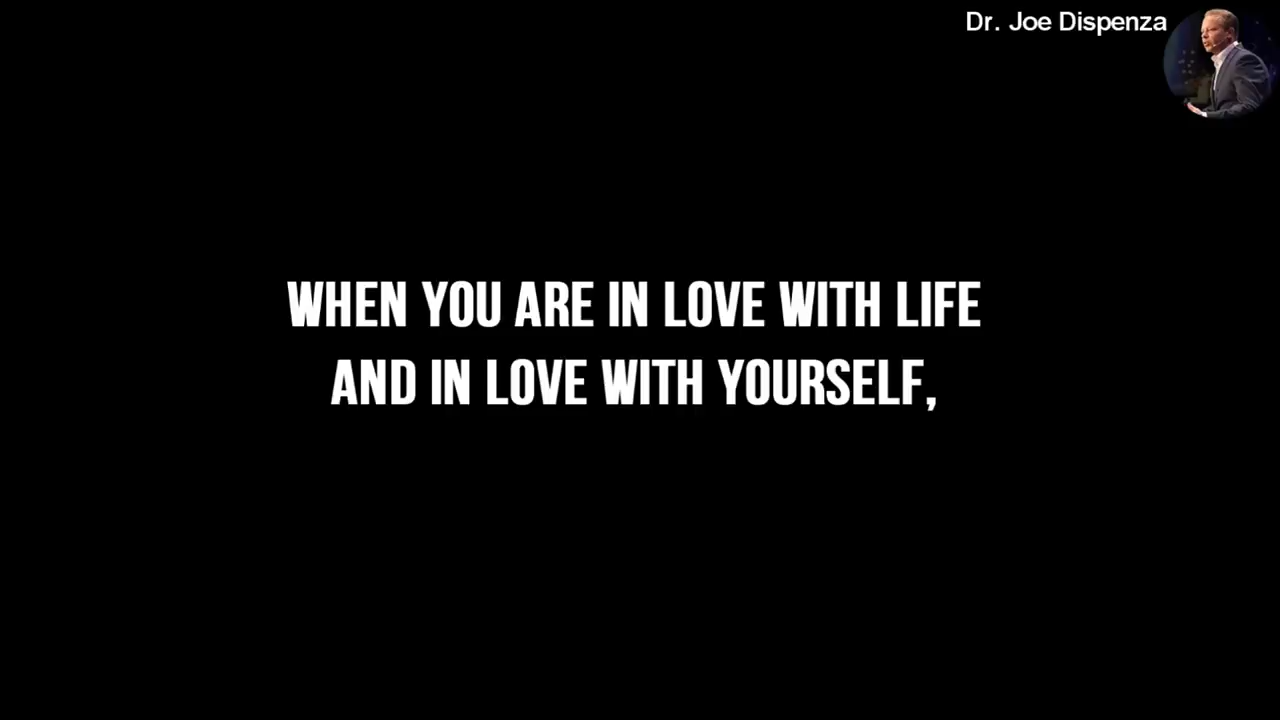 Dr. Joe Dispenza
WHEN YOU ARE IN LOVE WITH LIFE
AND IN LOVE WITH YOURSELF,